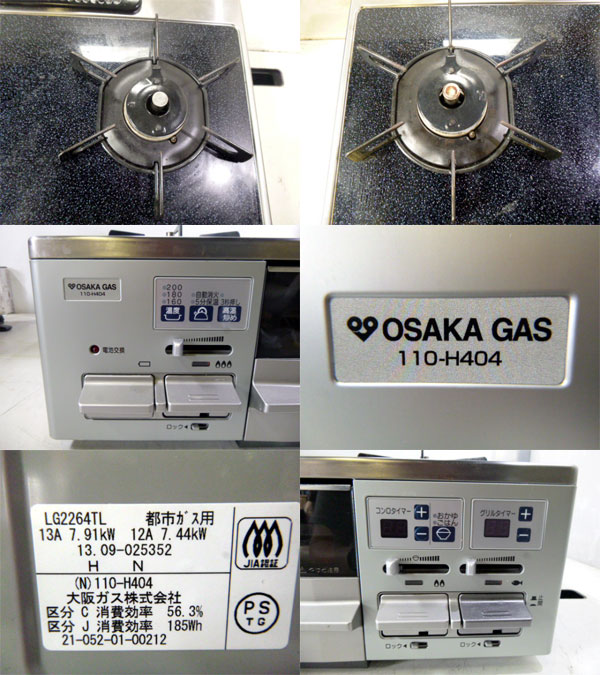 OSAKA GAS
110-H404
200
180
160
自動消火
5分保温 3秒押し
温度
高温
炒め
電池交換
ロック◀
OSAKA GAS
110-H404
LG2264TL 都市ガス用
13A 7.91kW 12A 7.44kW
13.09-025352
H N
(N)110-H404
大阪ガス株式会社
区分 C 消費効率 56.3%
区分 J 消費効率 185Wh
21-052-01-00212
JIA認証
PS
TG
コンロタイマー
おかゆ
ごはん
グリルタイマー
ロック◀
ロック◀